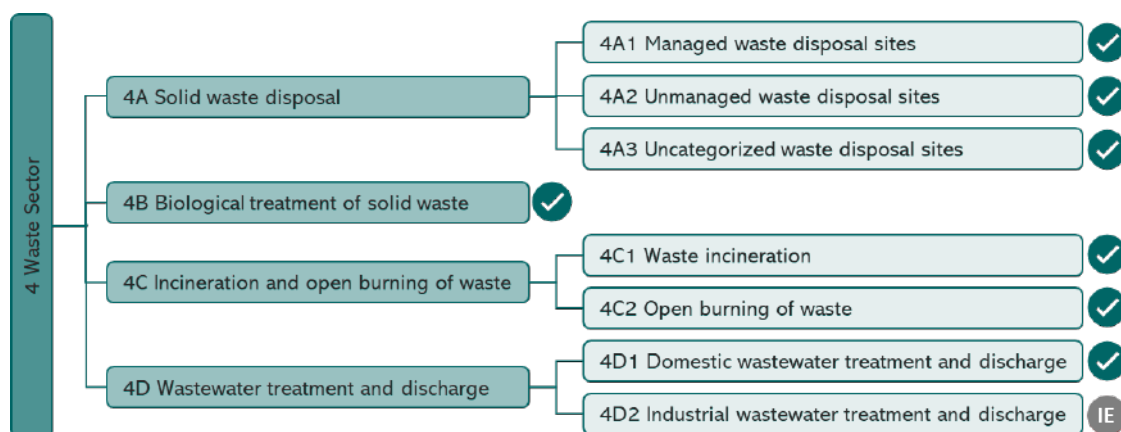 4 Waste Sector
4A Solid waste disposal
4A1 Managed waste disposal sites
4A2 Unmanaged waste disposal sites
4A3 Uncategorized waste disposal sites
4B Biological treatment of solid waste
4C Incineration and open burning of waste
4C1 Waste incineration
4C2 Open burning of waste
4D Wastewater treatment and discharge
4D1 Domestic wastewater treatment and discharge
4D2 Industrial wastewater treatment and discharge
IE